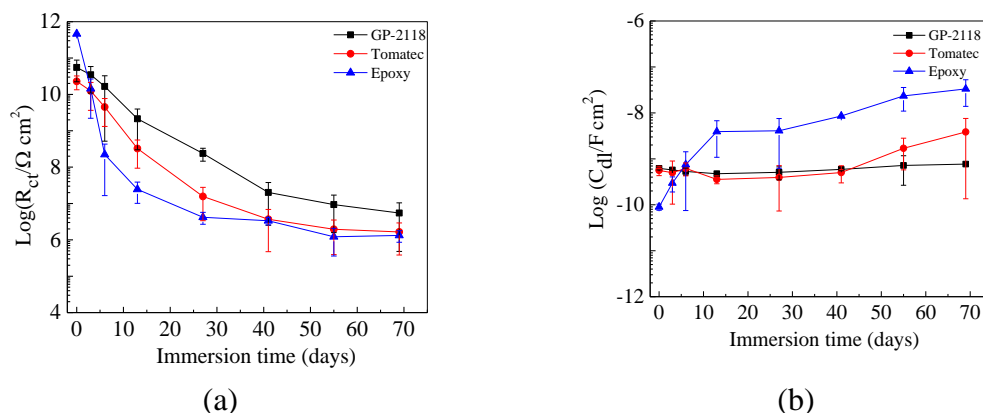 12
10
8
6
4
0 10 20 30 40 50 60 70
Log(R_ct/Ω cm²)
Immersion time (days)
GP-2118
Tomatec
Epoxy
(a)
-6
-8
-10
-12
0 10 20 30 40 50 60 70
Log (C_dl/F cm²)
Immersion time (days)
GP-2118
Tomatec
Epoxy
(b)